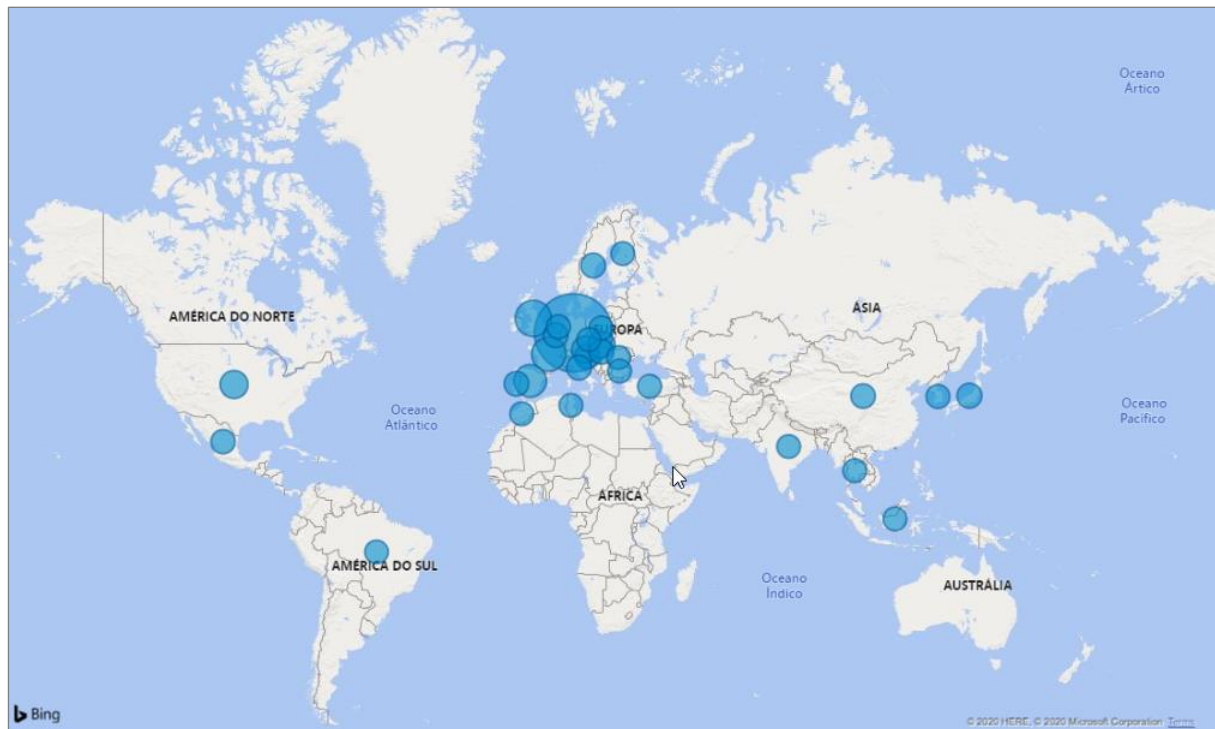 Oceano
Ártico
AMÉRICA DO NORTE
EUROPA
ÁSIA
Oceano
Atlântico
Oceano
Pacífico
ÁFRICA
AMÉRICA DO SUL
Oceano
Índico
AUSTRÁLIA
Bing
© 2020 HERE, © 2020 Microsoft Corporation Terms